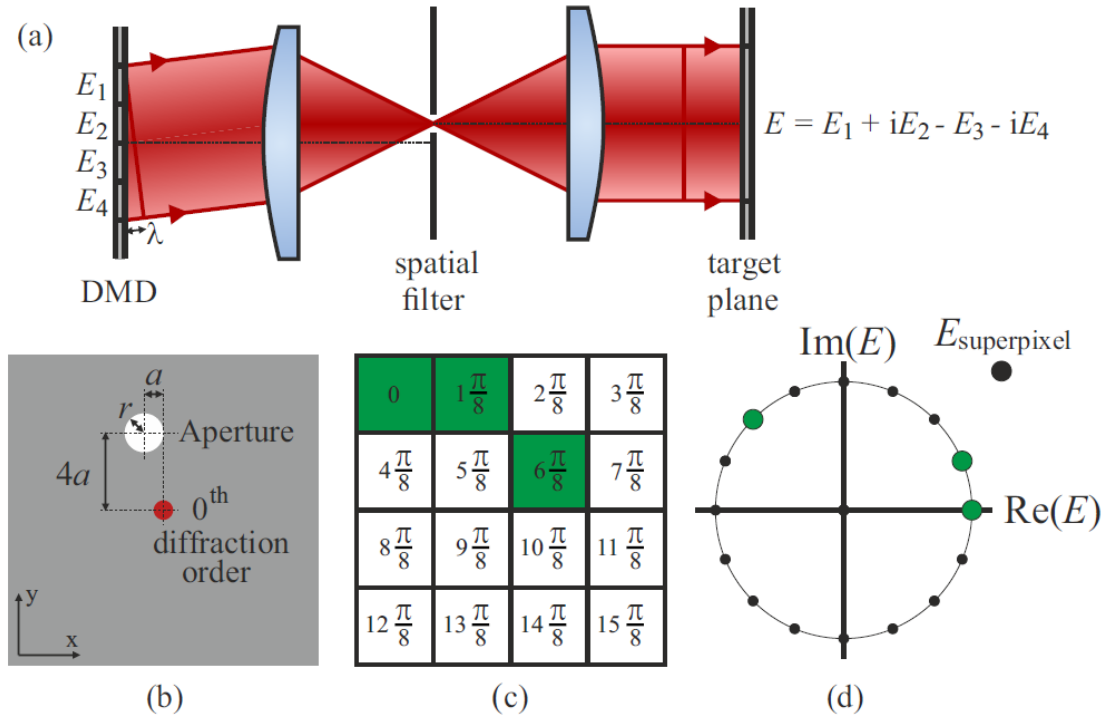 (a)
E₁
E₂
E₃
E₄
λ
DMD
spatial
filter
target
plane
E = E₁ + iE₂ - E₃ - iE₄
a
r
Aperture
4a
0th
diffraction
order
y
x
(b)
0 1π/8 2π/8 3π/8
4π/8 5π/8 6π/8 7π/8
8π/8 9π/8 10π/8 11π/8
12π/8 13π/8 14π/8 15π/8
(c)
Im(E)
Esuperpixel
Re(E)
(d)